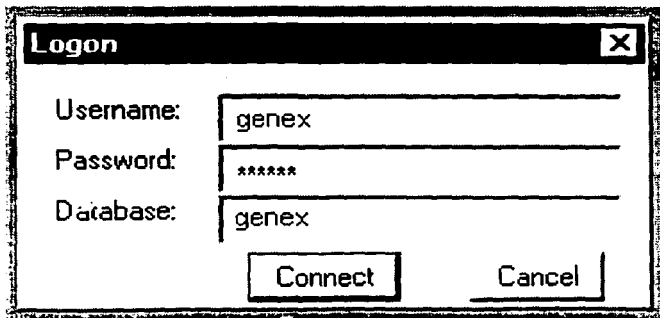 Logon
Username: genex
Password: ******
Database: genex
Connect Cancel